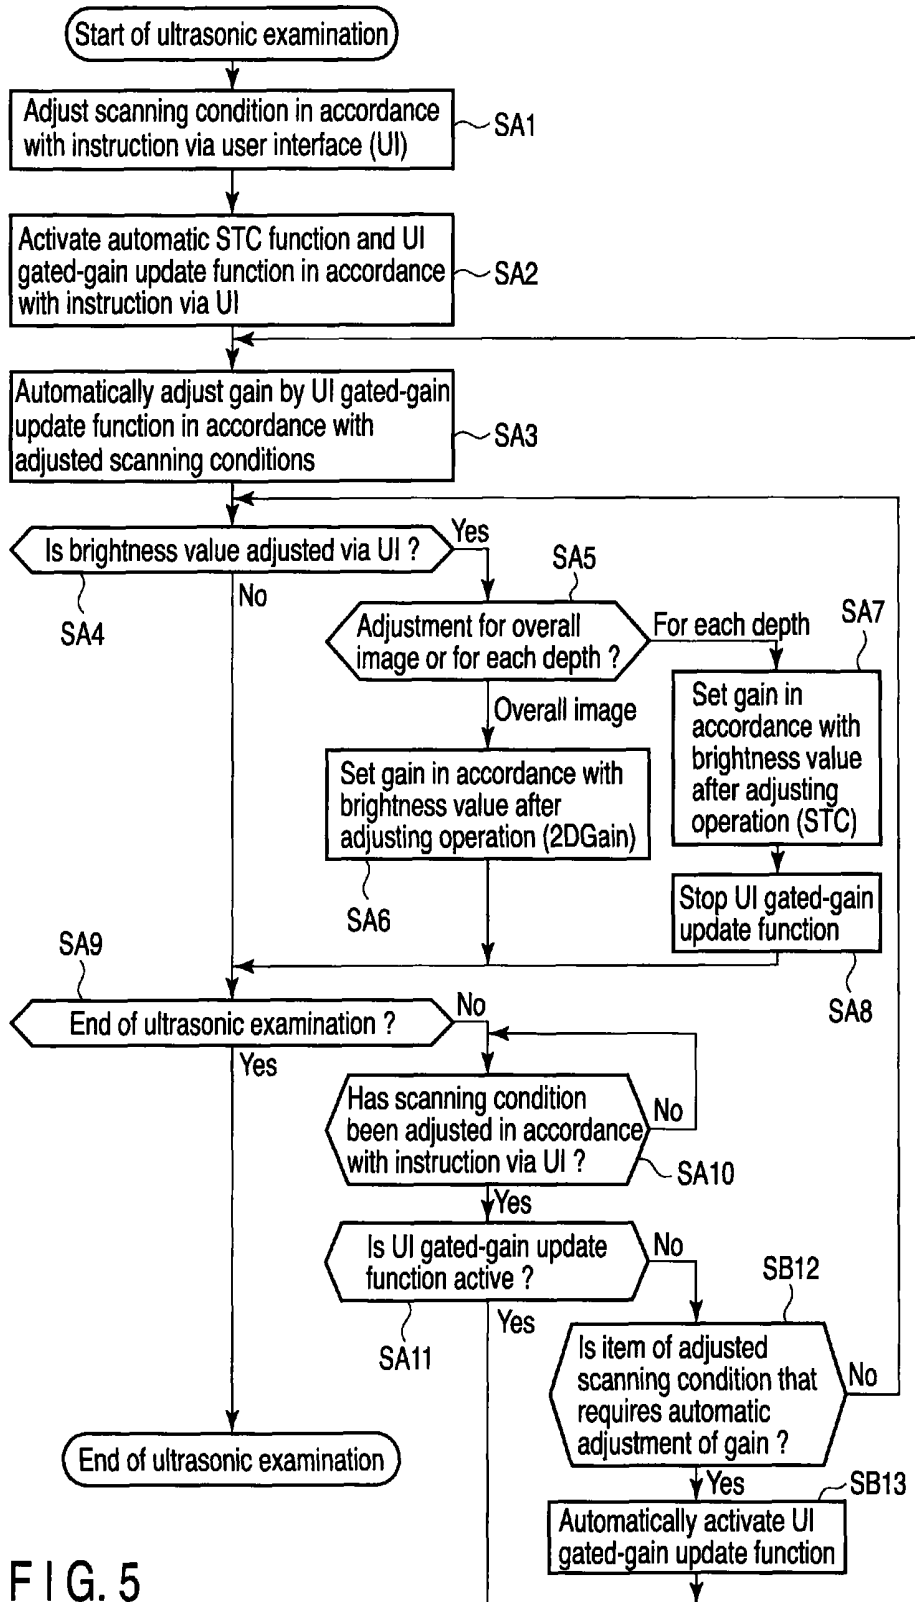 Start of ultrasonic examination
Adjust scanning condition in accordance
with instruction via user interface (UI)
SA1
Activate automatic STC function and UI
gated-gain update function in accordance
with instruction via UI
SA2
Automatically adjust gain by UI gated-gain
update function in accordance with
adjusted scanning conditions
SA3
Is brightness value adjusted via UI ?
Yes
No
SA4
SA5
Adjustment for overall
image or for each depth ?
For each depth
SA7
Overall image
Set gain in
accordance with
brightness value
after adjusting
operation (STC)
Set gain in accordance with
brightness value after
adjusting operation (2DGain)
SA6
Stop UI gated-gain
update function
SA8
SA9
End of ultrasonic examination ?
No
Yes
Has scanning condition
been adjusted in accordance
with instruction via UI ?
No
SA10
Yes
Is UI gated-gain update
function active ?
No
SA11
Yes
SB12
Is item of adjusted
scanning condition that
requires automatic
adjustment of gain ?
No
End of ultrasonic examination
Yes
SB13
Automatically activate UI
gated-gain update function
FIG. 5